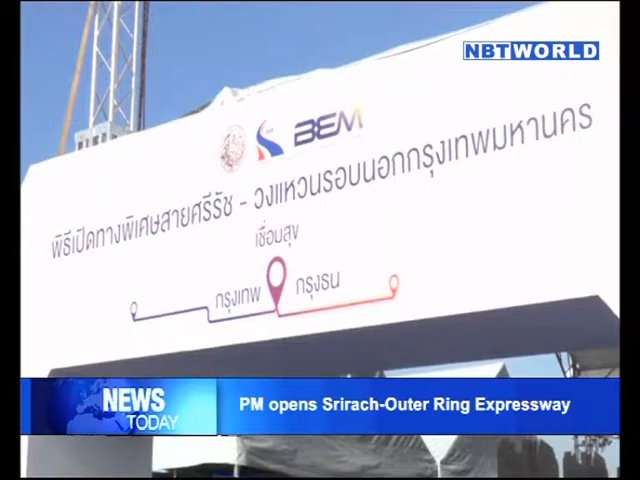 NBT WORLD
BEM
พิธีเปิดทางพิเศษสายศรีรัช - วงแหวนรอบนอกกรุงเทพมหานคร
เชื่อมสุข
กรุงเทพ กรุงธน
NEWS
TODAY
PM opens Srirach-Outer Ring Expressway